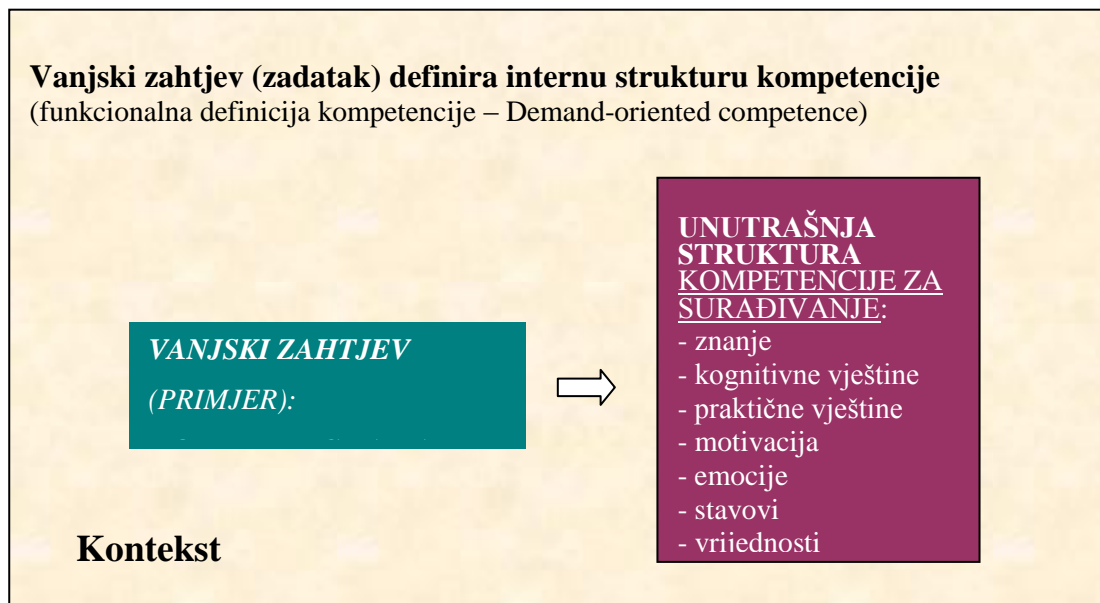 Vanjski zahtjev (zadatak) definira internu strukturu kompetencije
(funkcionalna definicija kompetencije – Demand-oriented competence)
VANJSKI ZAHTJEV
(PRIMJER):
UNUTRAŠNJA
STRUKTURA
KOMPETENCIJE ZA
SURAĐIVANJE:
- znanje
- kognitivne vještine
- praktične vještine
- motivacija
- emocije
- stavovi
- vrijednosti
Kontekst